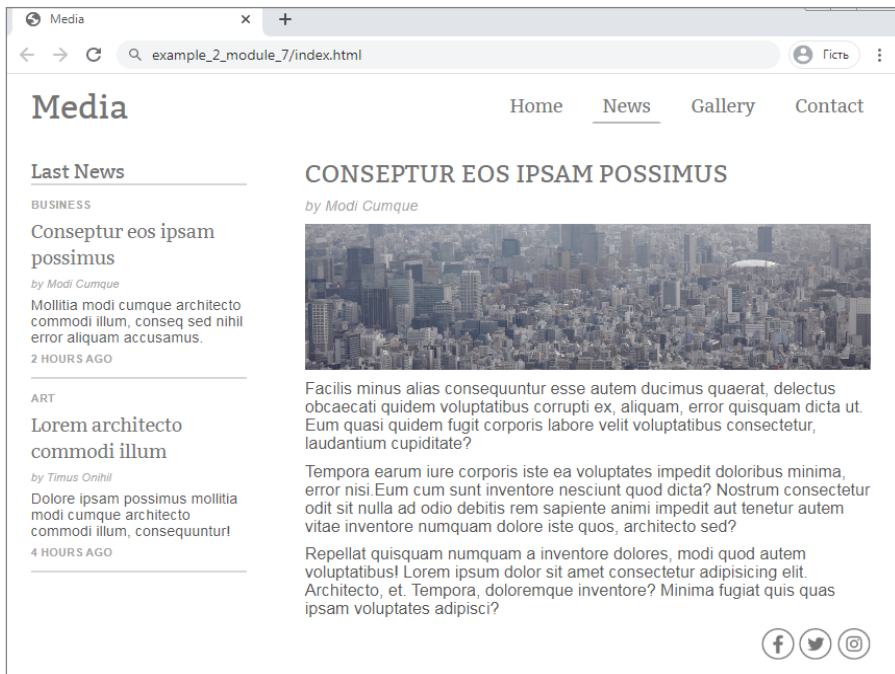 Media
example_2_module_7/index.html
Гість
Media
Home News Gallery Contact
Last News
BUSINESS
Conseptur eos ipsam
possimus
by Modi Cumque
Mollitia modi cumque architecto
commodi illum, conseq sed nihil
error aliquam accusamus.
2 HOURS AGO
ART
Lorem architecto
commodi illum
by Timus Onihil
Dolore ipsam possimus mollitia
modi cumque architecto
commodi illum, consequuntur!
4 HOURS AGO
CONSEPTUR EOS IPSAM POSSIMUS
by Modi Cumque
Facilis minus alias consequuntur esse autem ducimus quaerat, delectus
obcaecati quidem voluptatibus corrupti ex, aliquam, error quisquam dicta ut.
Eum quasi quidem fugit corporis labore velit voluptatibus consectetur,
laudantium cupiditate?
Tempora earum iure corporis iste ea voluptates impedit doloribus minima,
error nisi.Eum cum sunt inventore nesciunt quod dicta? Nostrum consectetur
odit sit nulla ad odio debitis rem sapiente animi impedit aut tenetur autem
vitae inventore numquam dolore iste quos, architecto sed?
Repellat quisquam numquam a inventore dolores, modi quod autem
voluptatibus! Lorem ipsum dolor sit amet consectetur adipisicing elit.
Architecto, et. Tempora, doloremque inventore? Minima fugiat quis quas
ipsam voluptates adipisci?